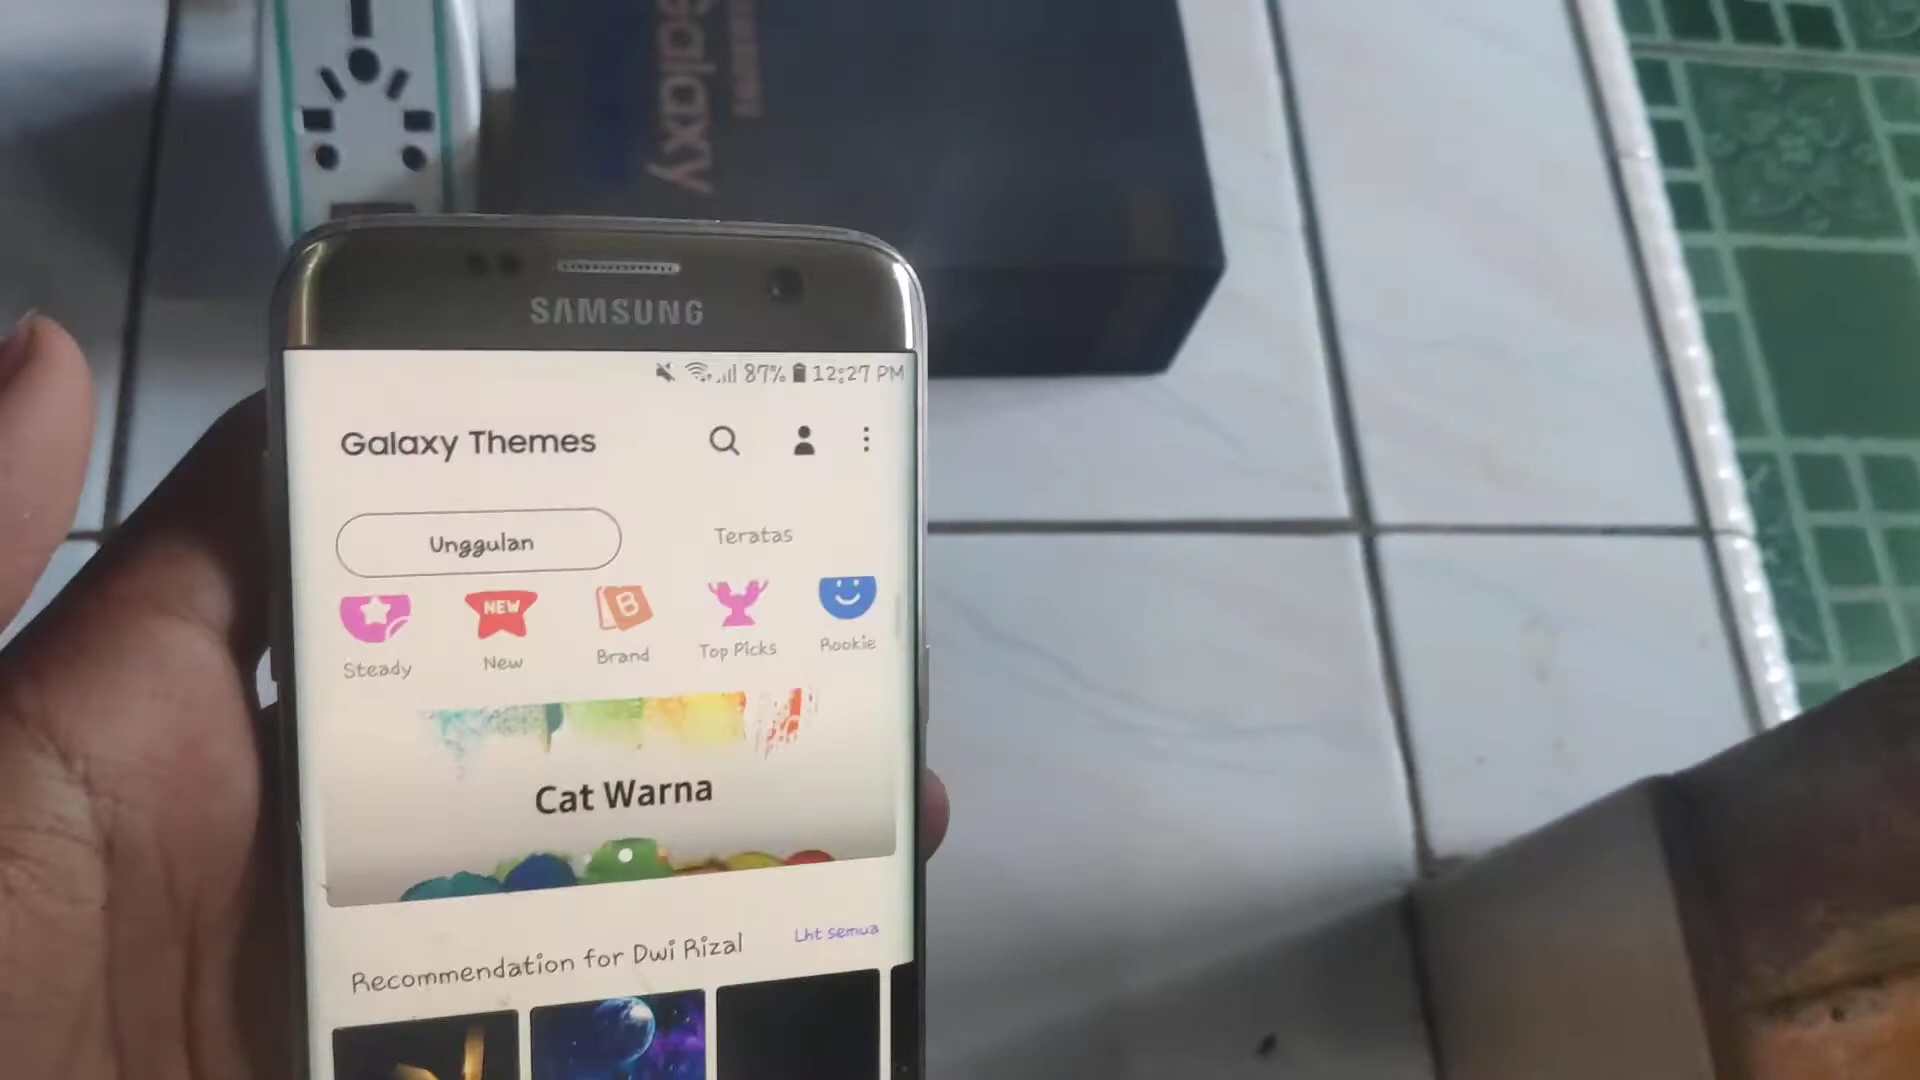 Galaxy
SAMSUNG
87% 12:27 PM
Galaxy Themes
Unggulan
Teratas
NEW
B
Steady
New
Brand
Top Picks
Rookie
Cat Warna
Recommendation for Dwi Rizal
Lht semua